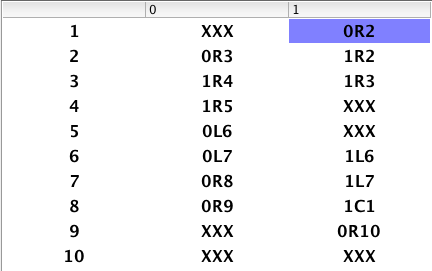 0 1
1 XXX 0R2
2 0R3 1R2
3 1R4 1R3
4 1R5 XXX
5 0L6 XXX
6 0L7 1L6
7 0R8 1L7
8 0R9 1C1
9 XXX 0R10
10 XXX XXX